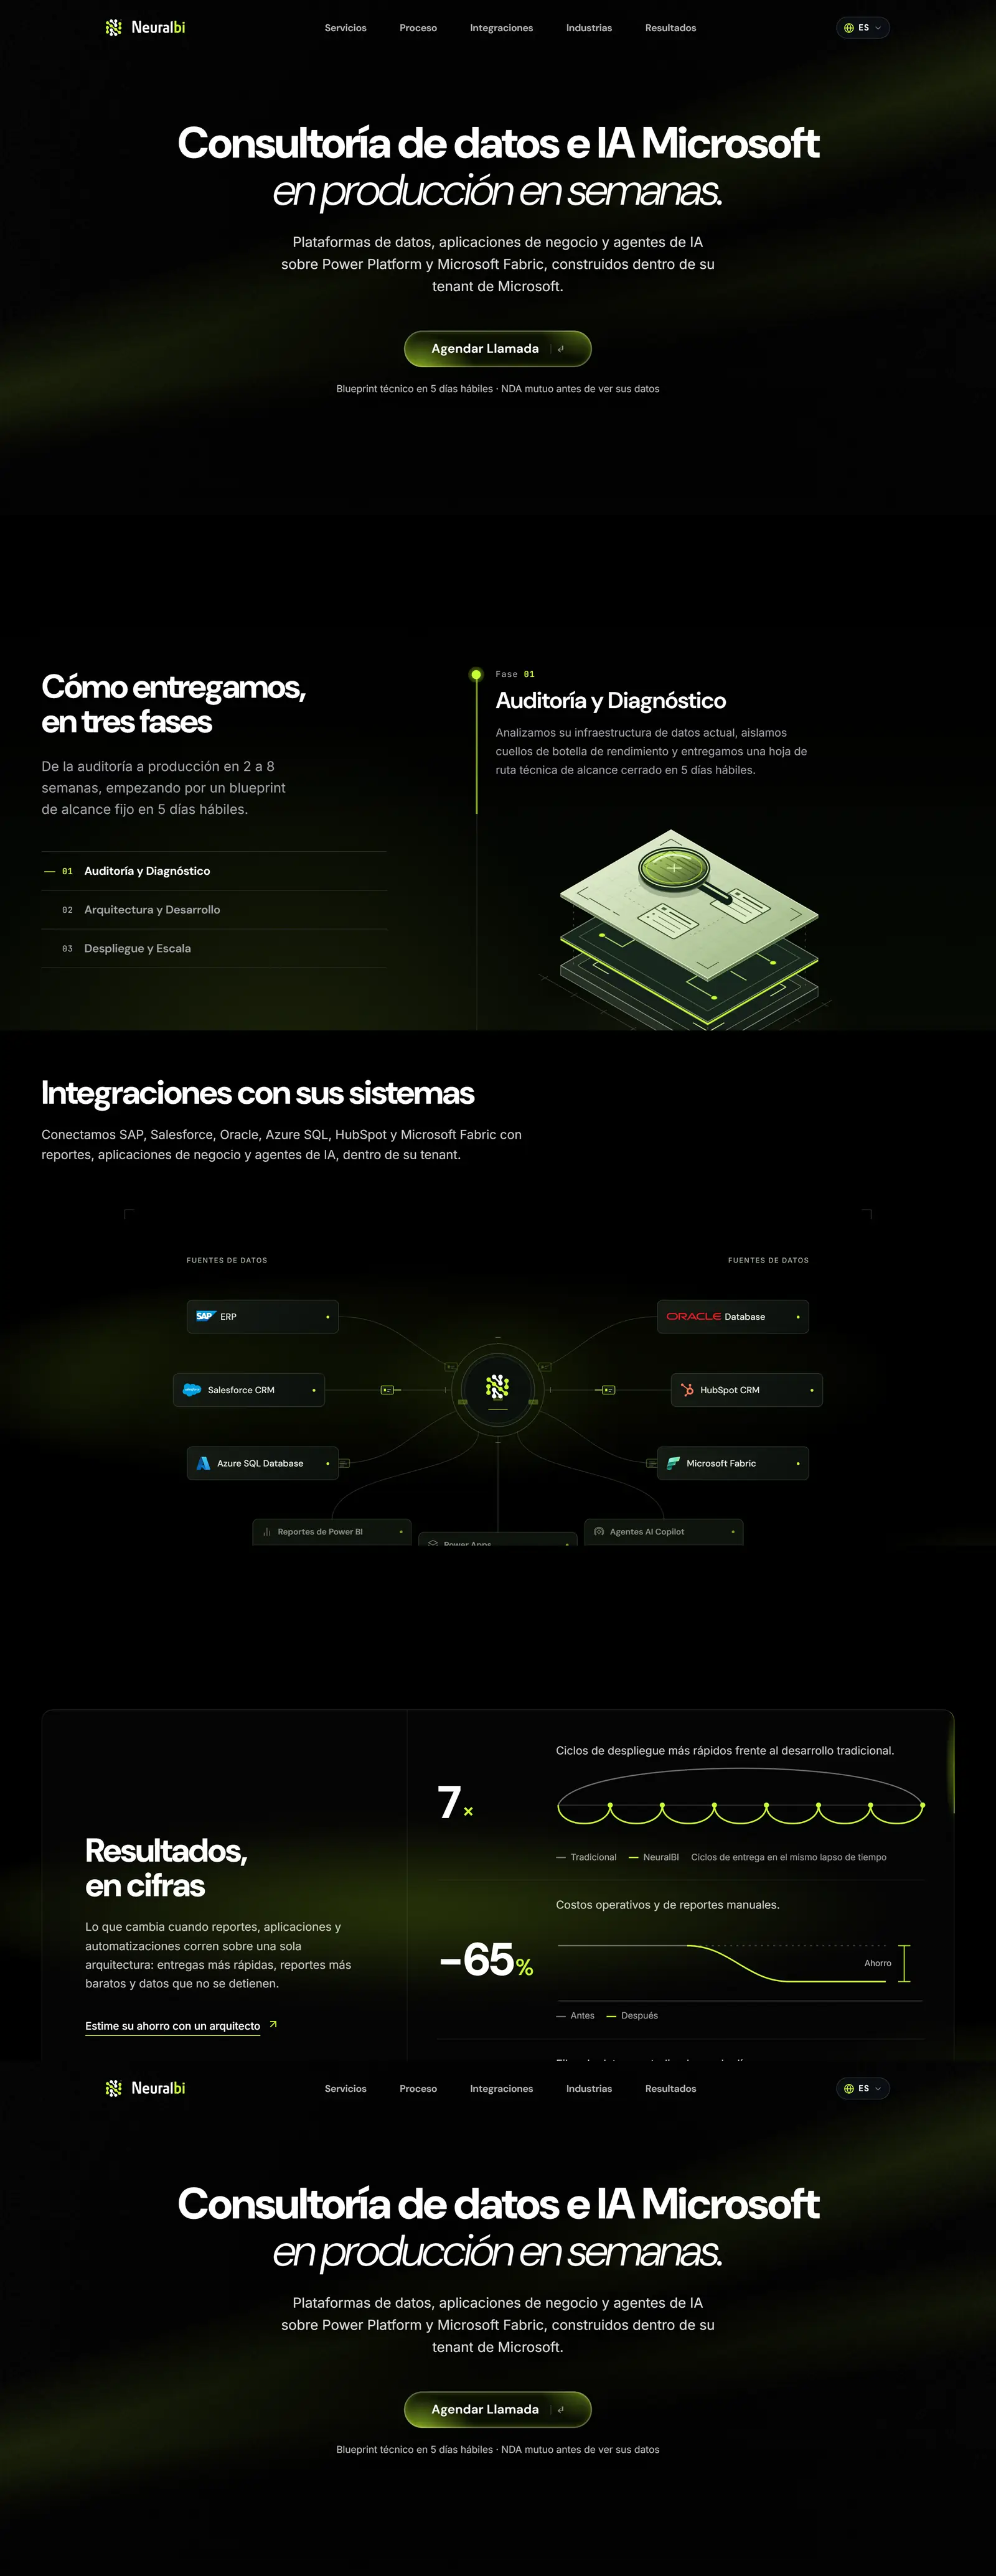 Neuralbi
Servicios
Proceso
Integraciones
Industrias
Resultados
ES
Consultoría de datos e IA Microsoft
en producción en semanas.
Plataformas de datos, aplicaciones de negocio y agentes de IA
sobre Power Platform y Microsoft Fabric, construidos dentro de su
tenant de Microsoft.
Agendar Llamada
Blueprint técnico en 5 días hábiles · NDA mutuo antes de ver sus datos
Cómo entregamos,
en tres fases
De la auditoría a producción en 2 a 8
semanas, empezando por un blueprint
de alcance fijo en 5 días hábiles.
01 Auditoría y Diagnóstico
02 Arquitectura y Desarrollo
03 Despliegue y Escala
Fase 01
Auditoría y Diagnóstico
Analizamos su infraestructura de datos actual, aislamos
cuellos de botella de rendimiento y entregamos una hoja de
ruta técnica de alcance cerrado en 5 días hábiles.
Integraciones con sus sistemas
Conectamos SAP, Salesforce, Oracle, Azure SQL, HubSpot y Microsoft Fabric con
reportes, aplicaciones de negocio y agentes de IA, dentro de su tenant.
FUENTES DE DATOS
FUENTES DE DATOS
SAP ERP
ORACLE Database
Salesforce CRM
HubSpot CRM
Azure SQL Database
Microsoft Fabric
Reportes de Power BI
Power Apps
Agentes AI Copilot
Resultados,
en cifras
Lo que cambia cuando reportes, aplicaciones y
automatizaciones corren sobre una sola
arquitectura: entregas más rápidas, reportes más
baratos y datos que no se detienen.
Estime su ahorro con un arquitecto
7×
Ciclos de despliegue más rápidos frente al desarrollo tradicional.
Tradicional
NeuralBI
Ciclos de entrega en el mismo lapso de tiempo
−65%
Costos operativos y de reportes manuales.
Ahorro
Antes
Después
Neuralbi
Servicios
Proceso
Integraciones
Industrias
Resultados
ES
Consultoría de datos e IA Microsoft
en producción en semanas.
Plataformas de datos, aplicaciones de negocio y agentes de IA
sobre Power Platform y Microsoft Fabric, construidos dentro de su
tenant de Microsoft.
Agendar Llamada
Blueprint técnico en 5 días hábiles · NDA mutuo antes de ver sus datos